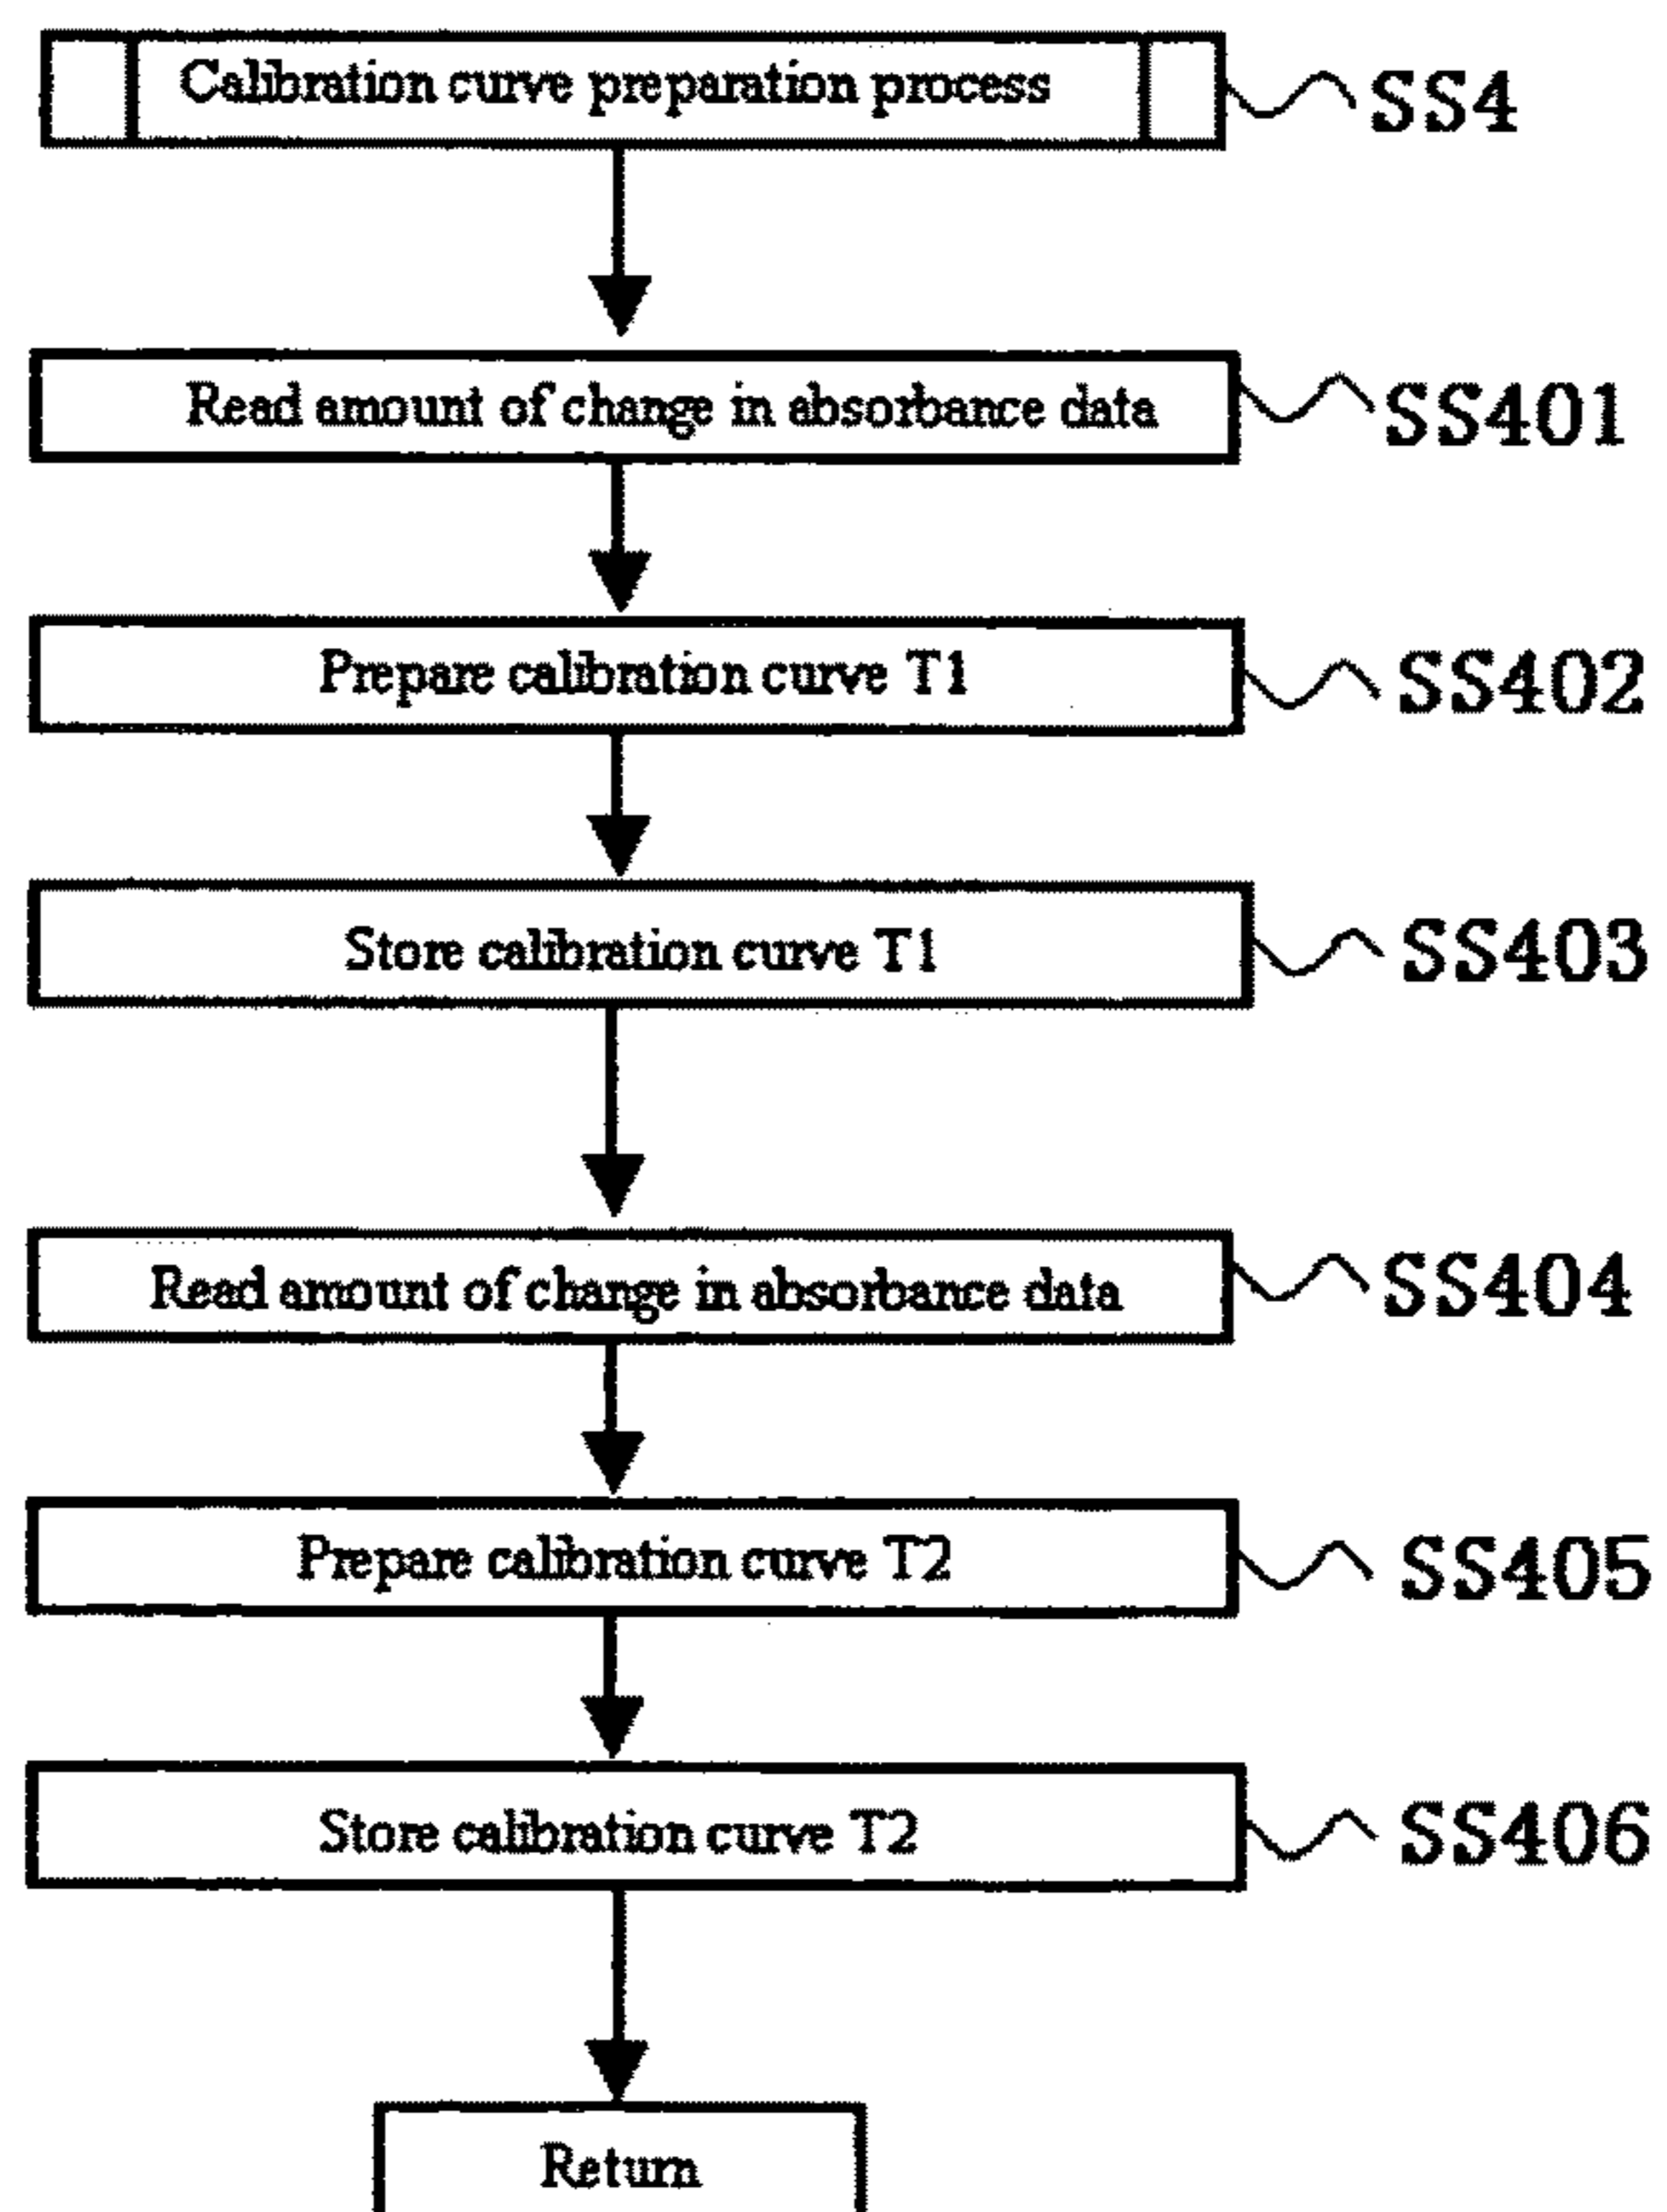 Calibration curve preparation process
SS4
Read amount of change in absorbance data
SS401
Prepare calibration curve T1
SS402
Store calibration curve T1
SS403
Read amount of change in absorbance data
SS404
Prepare calibration curve T2
SS405
Store calibration curve T2
SS406
Return